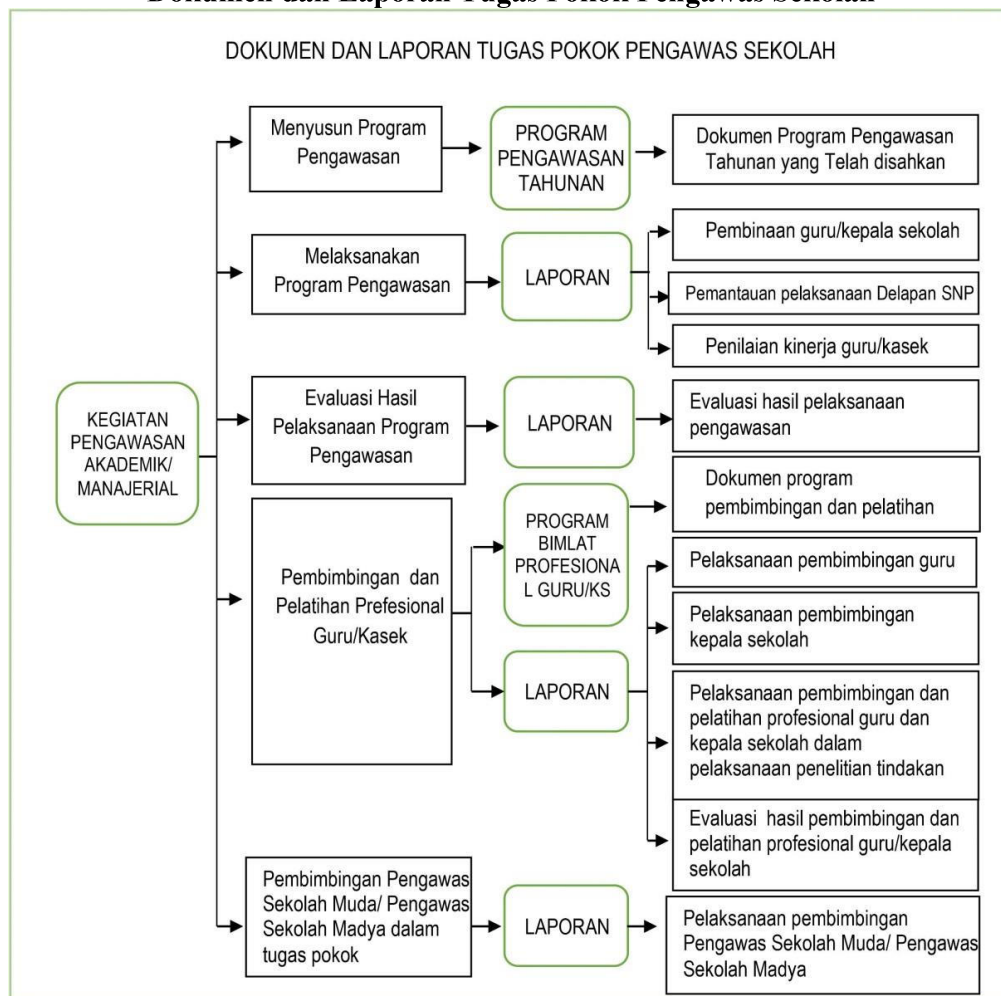 Dokumen dan Laporan Tugas Pokok Pengawas Sekolah
DOKUMEN DAN LAPORAN TUGAS POKOK PENGAWAS SEKOLAH
Menyusun Program
Pengawasan
PROGRAM
PENGAWASAN
TAHUNAN
Dokumen Program Pengawasan
Tahunan yang Telah disahkan
Melaksanakan
Program Pengawasan
LAPORAN
Pembinaan guru/kepala sekolah
Pemantauan pelaksanaan Delapan SNP
Penilaian kinerja guru/kasek
KEGIATAN
PENGAWASAN
AKADEMIK/
MANAJERIAL
Evaluasi Hasil
Pelaksanaan Program
Pengawasan
LAPORAN
Evaluasi hasil pelaksanaan
pengawasan
Pembimbingan dan
Pelatihan Prefesional
Guru/Kasek
PROGRAM
BIMLAT
PROFESIONA
L GURU/KS
Dokumen program
pembimbingan dan pelatihan
LAPORAN
Pelaksanaan pembimbingan guru
Pelaksanaan pembimbingan
kepala sekolah
Pelaksanaan pembimbingan dan
pelatihan profesional guru dan
kepala sekolah dalam
pelaksanaan penelitian tindakan
Evaluasi hasil pembimbingan dan
pelatihan profesional guru/kepala
sekolah
Pembimbingan Pengawas
Sekolah Muda/ Pengawas
Sekolah Madya dalam
tugas pokok
LAPORAN
Pelaksanaan pembimbingan
Pengawas Sekolah Muda/ Pengawas
Sekolah Madya